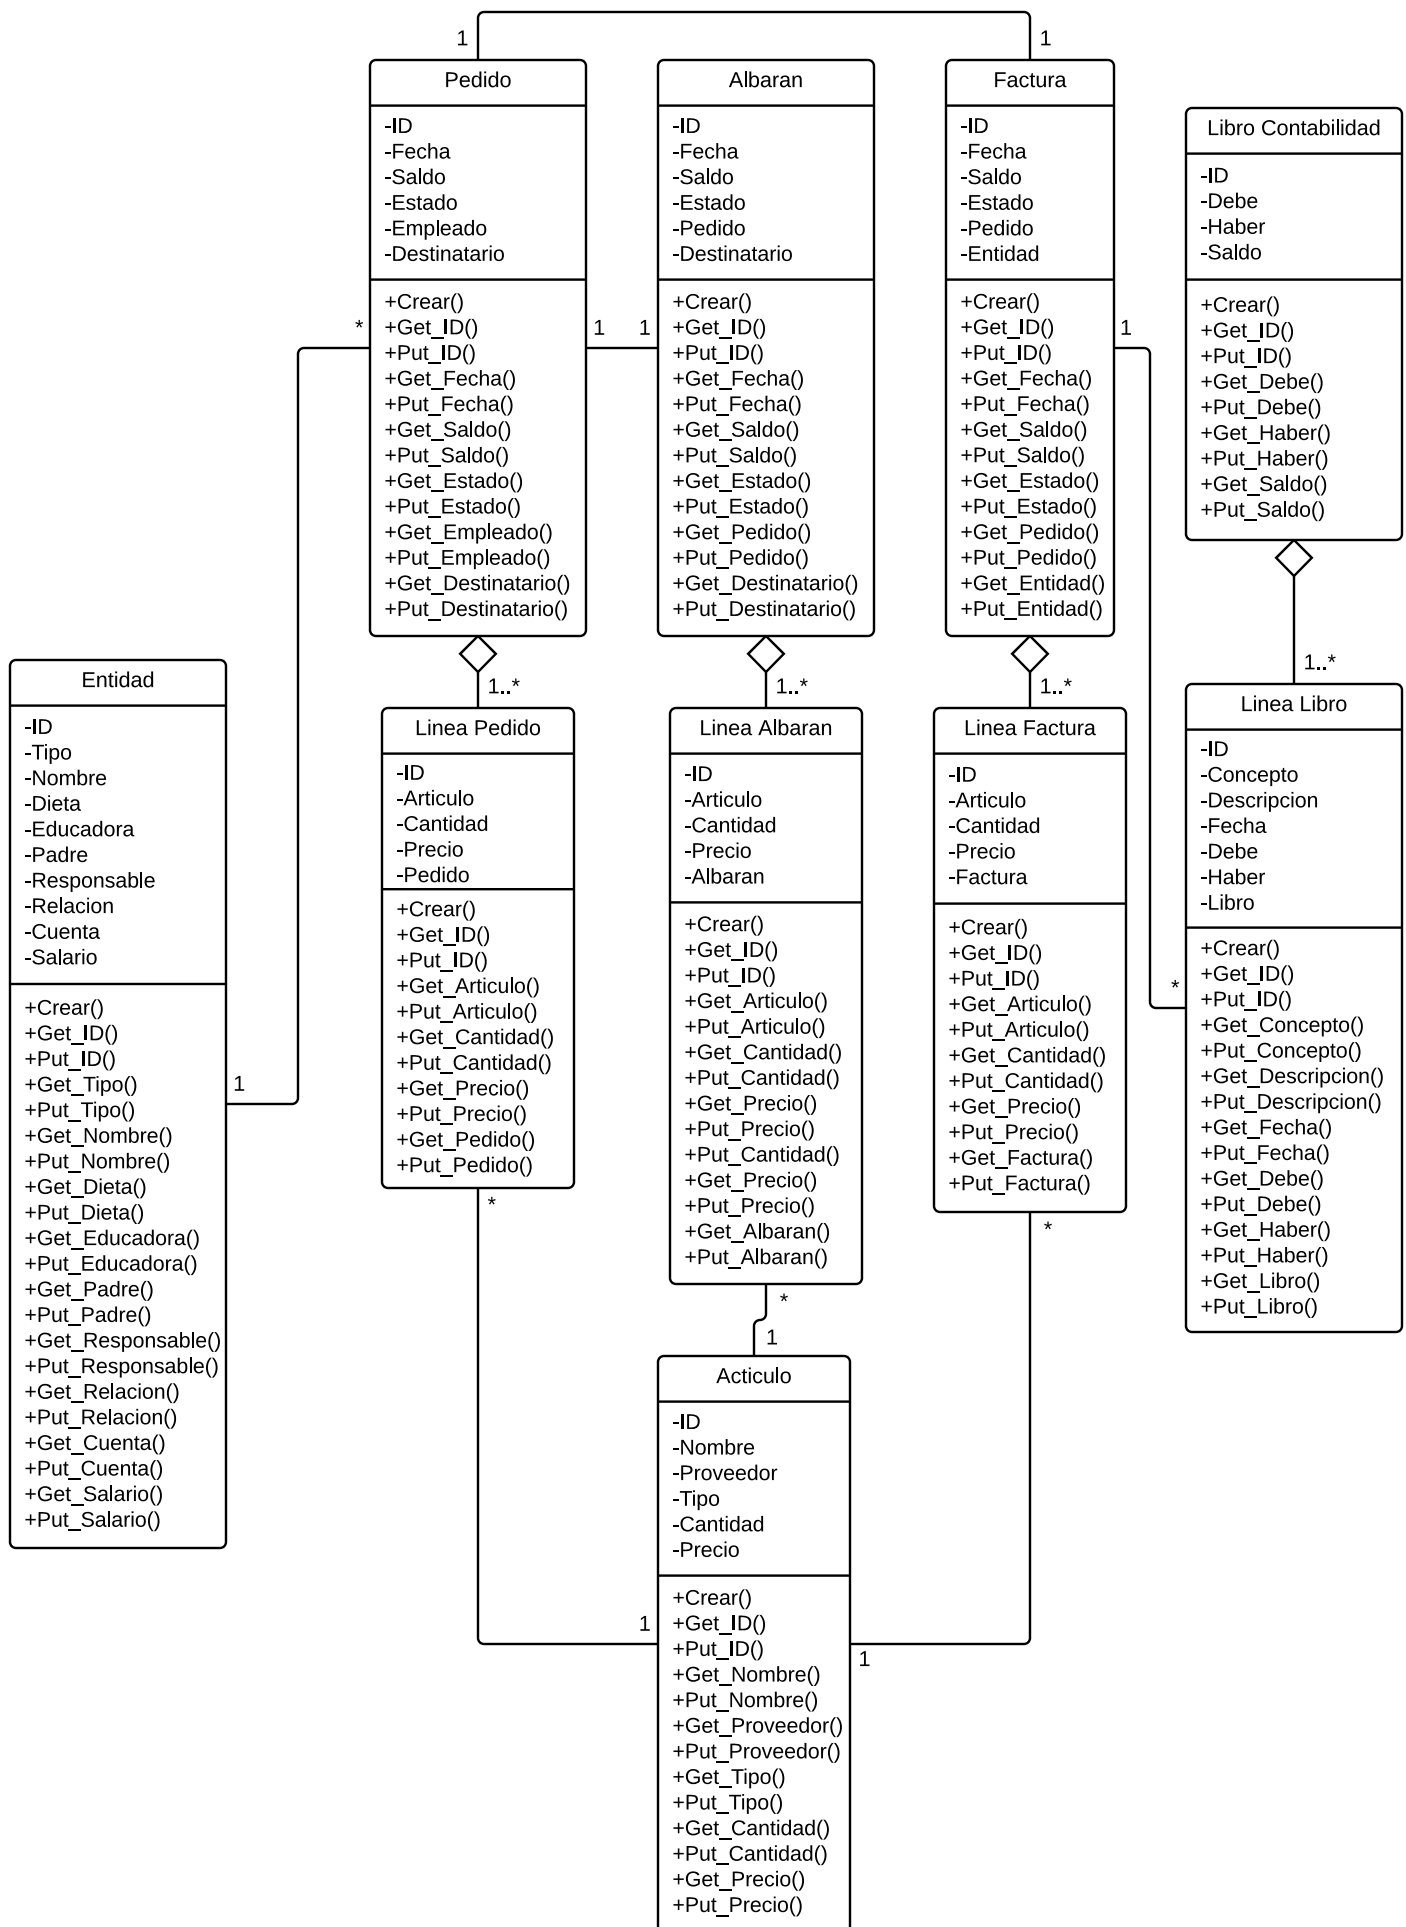 1
1
Pedido
-ID
-Fecha
-Saldo
-Estado
-Empleado
-Destinatario
+Crear()
+Get_ID()
+Put_ID()
+Get_Fecha()
+Put_Fecha()
+Get_Saldo()
+Put_Saldo()
+Get_Estado()
+Put_Estado()
+Get_Empleado()
+Put_Empleado()
+Get_Destinatario()
+Put_Destinatario()
*
1
1
1..*
Albaran
-ID
-Fecha
-Saldo
-Estado
-Pedido
-Destinatario
+Crear()
+Get_ID()
+Put_ID()
+Get_Fecha()
+Put_Fecha()
+Get_Saldo()
+Put_Saldo()
+Get_Estado()
+Put_Estado()
+Get_Pedido()
+Put_Pedido()
+Get_Destinatario()
+Put_Destinatario()
1..*
Factura
-ID
-Fecha
-Saldo
-Estado
-Pedido
-Entidad
+Crear()
+Get_ID()
+Put_ID()
+Get_Fecha()
+Put_Fecha()
+Get_Saldo()
+Put_Saldo()
+Get_Estado()
+Put_Estado()
+Get_Pedido()
+Put_Pedido()
+Get_Entidad()
+Put_Entidad()
1
1..*
Libro Contabilidad
-ID
-Debe
-Haber
-Saldo
+Crear()
+Get_ID()
+Put_ID()
+Get_Debe()
+Put_Debe()
+Get_Haber()
+Put_Haber()
+Get_Saldo()
+Put_Saldo()
1..*
Entidad
-ID
-Tipo
-Nombre
-Dieta
-Educadora
-Padre
-Responsable
-Relacion
-Cuenta
-Salario
+Crear()
+Get_ID()
+Put_ID()
+Get_Tipo()
+Put_Tipo()
+Get_Nombre()
+Put_Nombre()
+Get_Dieta()
+Put_Dieta()
+Get_Educadora()
+Put_Educadora()
+Get_Padre()
+Put_Padre()
+Get_Responsable()
+Put_Responsable()
+Get_Relacion()
+Put_Relacion()
+Get_Cuenta()
+Put_Cuenta()
+Get_Salario()
+Put_Salario()
1
Linea Pedido
-ID
-Articulo
-Cantidad
-Precio
-Pedido
+Crear()
+Get_ID()
+Put_ID()
+Get_Articulo()
+Put_Articulo()
+Get_Cantidad()
+Put_Cantidad()
+Get_Precio()
+Put_Precio()
+Get_Pedido()
+Put_Pedido()
*
Linea Albaran
-ID
-Articulo
-Cantidad
-Precio
-Albaran
+Crear()
+Get_ID()
+Put_ID()
+Get_Articulo()
+Put_Articulo()
+Get_Cantidad()
+Put_Cantidad()
+Get_Precio()
+Put_Precio()
+Put_Cantidad()
+Get_Precio()
+Put_Precio()
+Get_Albaran()
+Put_Albaran()
*
Linea Factura
-ID
-Articulo
-Cantidad
-Precio
-Factura
+Crear()
+Get_ID()
+Put_ID()
+Get_Articulo()
+Put_Articulo()
+Get_Cantidad()
+Put_Cantidad()
+Get_Precio()
+Put_Precio()
+Get_Factura()
+Put_Factura()
*
Linea Libro
-ID
-Concepto
-Descripcion
-Fecha
-Debe
-Haber
-Libro
+Crear()
+Get_ID()
+Put_ID()
+Get_Concepto()
+Put_Concepto()
+Get_Descripcion()
+Put_Descripcion()
+Get_Fecha()
+Put_Fecha()
+Get_Debe()
+Put_Debe()
+Get_Haber()
+Put_Haber()
+Get_Libro()
+Put_Libro()
*
1
Acticulo
-ID
-Nombre
-Proveedor
-Tipo
-Cantidad
-Precio
+Crear()
+Get_ID()
+Put_ID()
+Get_Nombre()
+Put_Nombre()
+Get_Proveedor()
+Put_Proveedor()
+Get_Tipo()
+Put_Tipo()
+Get_Cantidad()
+Put_Cantidad()
+Get_Precio()
+Put_Precio()
1
1